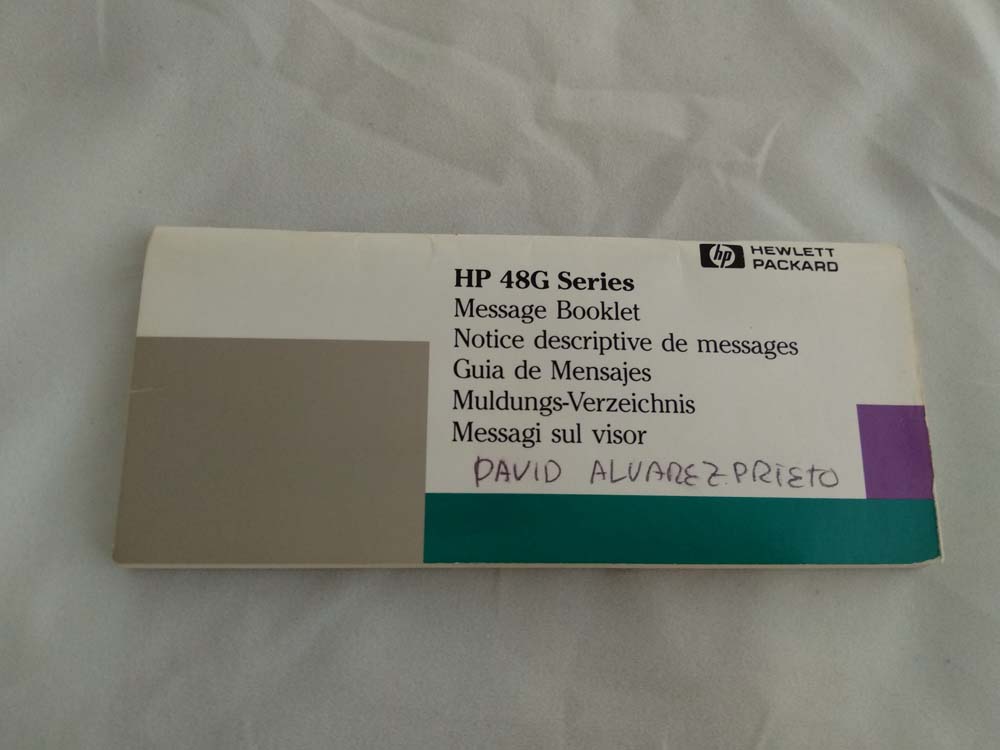 hp HEWLETT
PACKARD
HP 48G Series
Message Booklet
Notice descriptive de messages
Guia de Mensajes
Muldungs-Verzeichnis
Messagi sul visor
DAVID ALVAREZ PRIETO